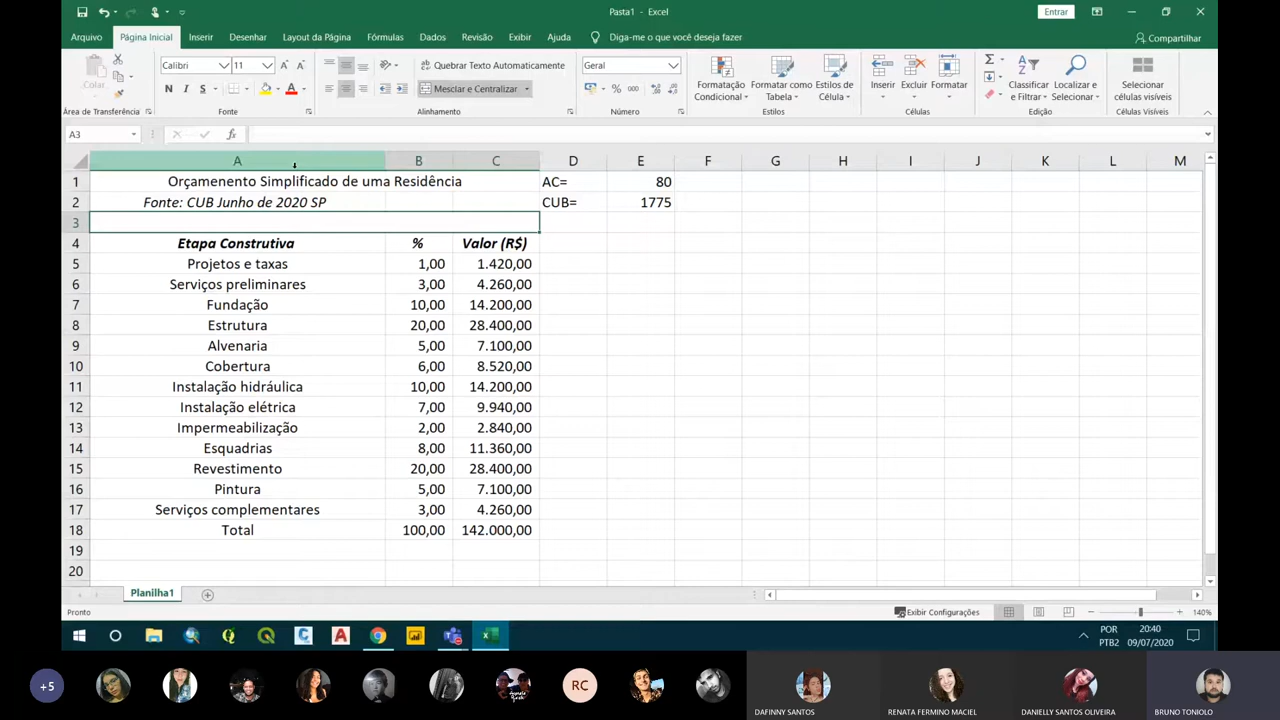 Pasta1 - Excel
Entrar
Arquivo Página Inicial Inserir Desenhar Layout da Página Fórmulas Dados Revisão Exibir Ajuda Diga-me o que você deseja fazer Compartilhar
Calibri 11 Quebrar Texto Automaticamente Geral
Colar N I S A Mesclar e Centralizar % 000 Formatação Condicional Formatar como Tabela Estilos de Célula Inserir Excluir Formatar Classificar e Filtrar Localizar e Selecionar Selecionar células visíveis
Área de Transferência Fonte Alinhamento Número Estilos Células Edição Células Visíveis
A3 fx
A B C D E F G H I J K L M
1 Orçamenento Simplificado de uma Residência AC= 80
2 Fonte: CUB Junho de 2020 SP CUB= 1775
3
4 Etapa Construtiva % Valor (R$)
5 Projetos e taxas 1,00 1.420,00
6 Serviços preliminares 3,00 4.260,00
7 Fundação 10,00 14.200,00
8 Estrutura 20,00 28.400,00
9 Alvenaria 5,00 7.100,00
10 Cobertura 6,00 8.520,00
11 Instalação hidráulica 10,00 14.200,00
12 Instalação elétrica 7,00 9.940,00
13 Impermeabilização 2,00 2.840,00
14 Esquadrias 8,00 11.360,00
15 Revestimento 20,00 28.400,00
16 Pintura 5,00 7.100,00
17 Serviços complementares 3,00 4.260,00
18 Total 100,00 142.000,00
19
20
Planilha1
Pronto Exibir Configurações 140%
POR 20:40
PTB2 09/07/2020
+5 RC
DAFINNY SANTOS RENATA FERMINO MACIEL DANIELLY SANTOS OLIVEIRA BRUNO TONIOLO